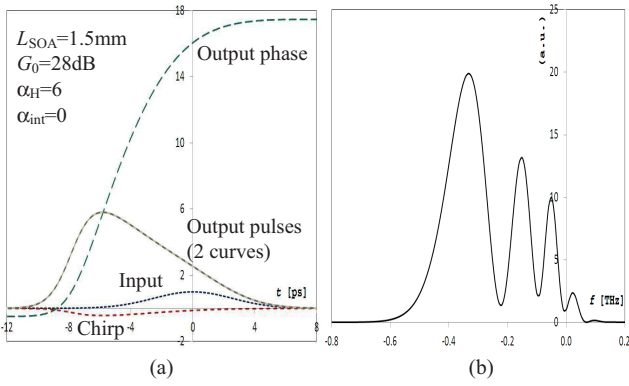 18
14
10
6
2
-12
-8
-4
0
4
8
L_SOA=1.5mm
G_0=28dB
α_H=6
α_int=0
Output phase
Output pulses
(2 curves)
Input
t [ps]
Chirp
(a)
(a.u.)
25
20
15
10
5
0
f [THz]
-0.8
-0.6
-0.4
-0.2
0.0
0.2
(b)